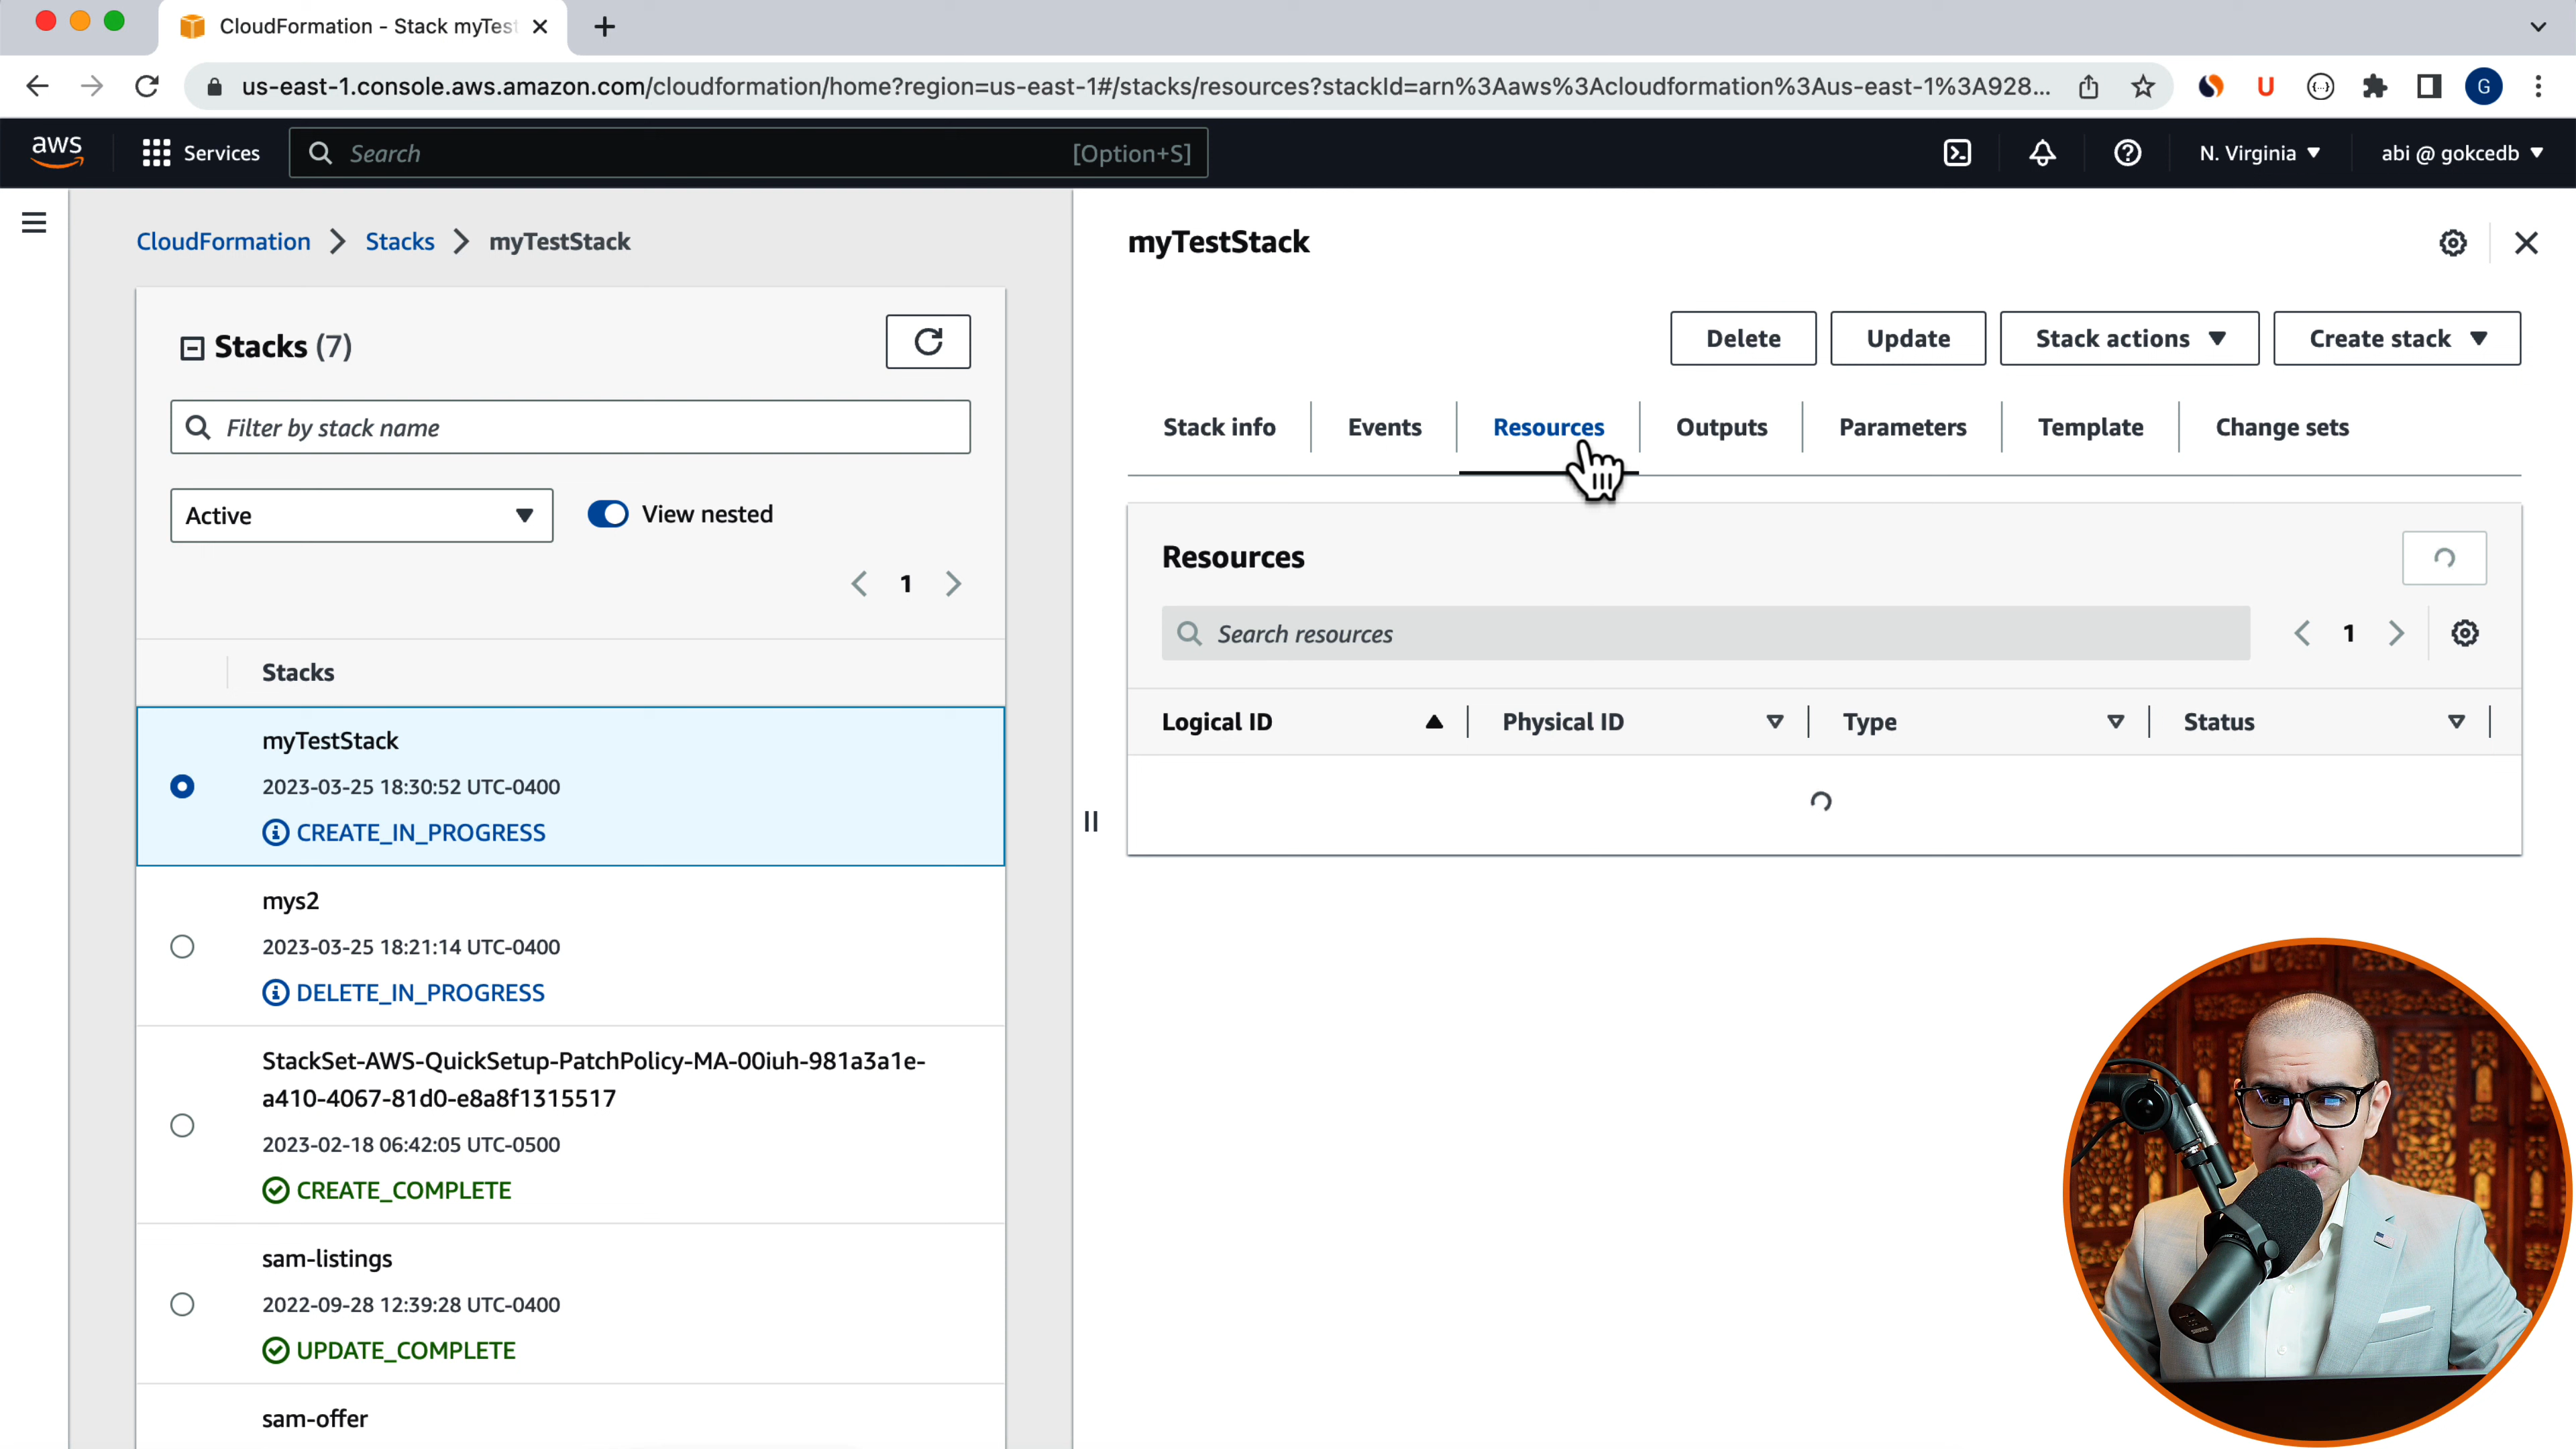 CloudFormation - Stack myTest
us-east-1.console.aws.amazon.com/cloudformation/home?region=us-east-1#/stacks/resources?stackId=arn%3Aaws%3Acloudformation%3Aus-east-1%3A928...
U
G
aws
Services
Search
[Option+S]
N. Virginia
abi @ gokcedb
CloudFormation
Stacks
myTestStack
Stacks (7)
Filter by stack name
Active
View nested
1
Stacks
myTestStack
2023-03-25 18:30:52 UTC-0400
CREATE_IN_PROGRESS
mys2
2023-03-25 18:21:14 UTC-0400
DELETE_IN_PROGRESS
StackSet-AWS-QuickSetup-PatchPolicy-MA-00iuh-981a3a1e-
a410-4067-81d0-e8a8f1315517
2023-02-18 06:42:05 UTC-0500
CREATE_COMPLETE
sam-listings
2022-09-28 12:39:28 UTC-0400
UPDATE_COMPLETE
sam-offer
myTestStack
Delete
Update
Stack actions
Create stack
Stack info
Events
Resources
Outputs
Parameters
Template
Change sets
Resources
Search resources
1
Logical ID
Physical ID
Type
Status